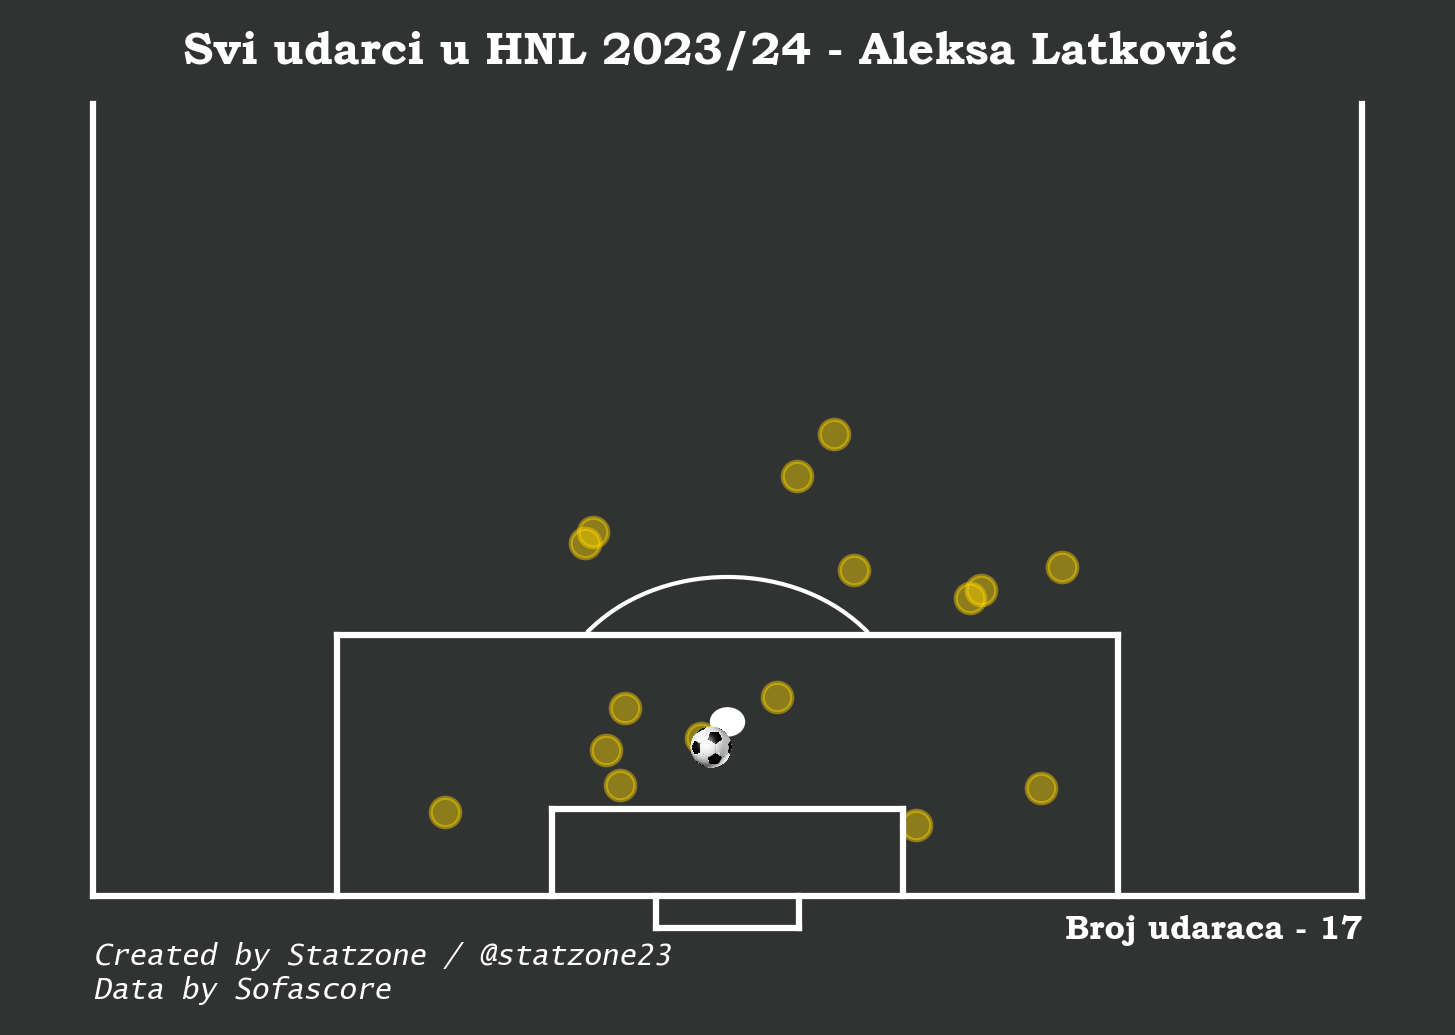 Svi udarci u HNL 2023/24 - Aleksa Latković
Broj udaraca - 17
Created by Statzone / @statzone23
Data by Sofascore